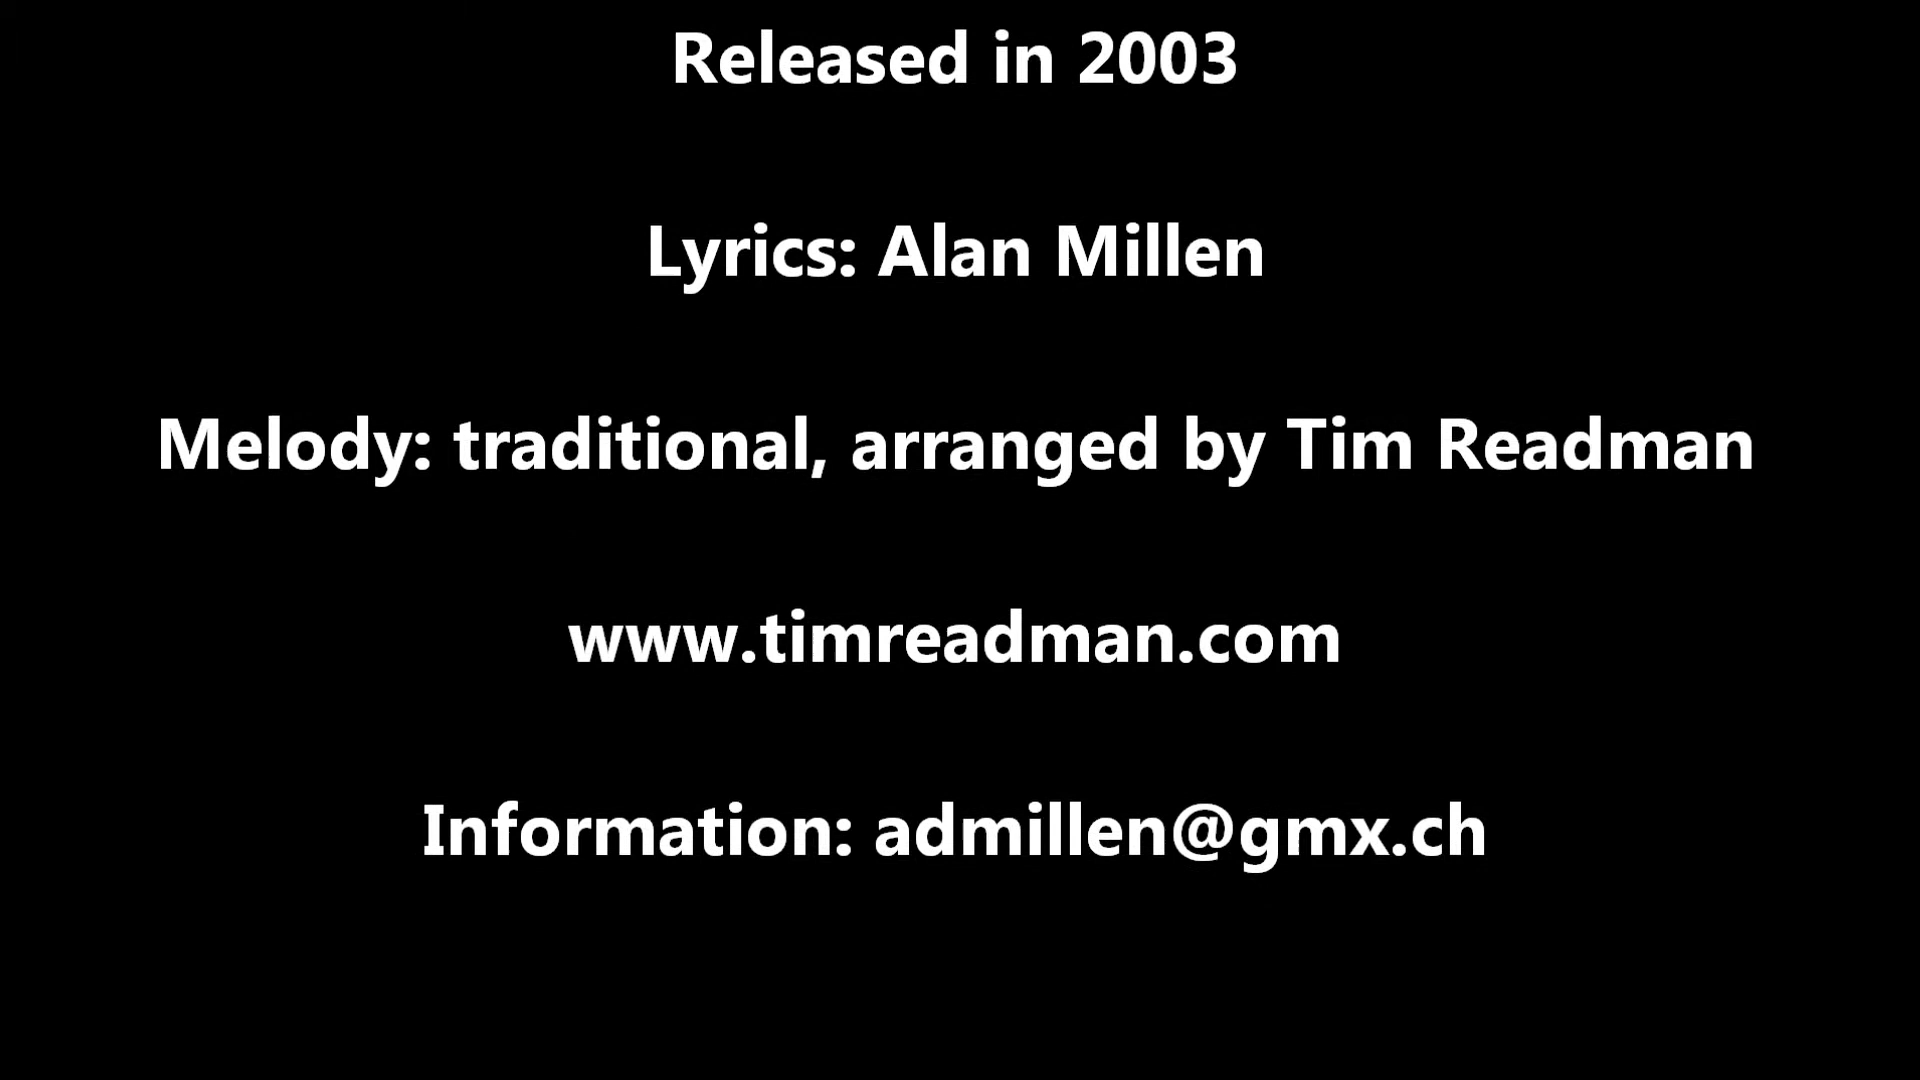 Released in 2003
Lyrics: Alan Millen
Melody: traditional, arranged by Tim Readman
www.timreadman.com
Information: admillen@gmx.ch